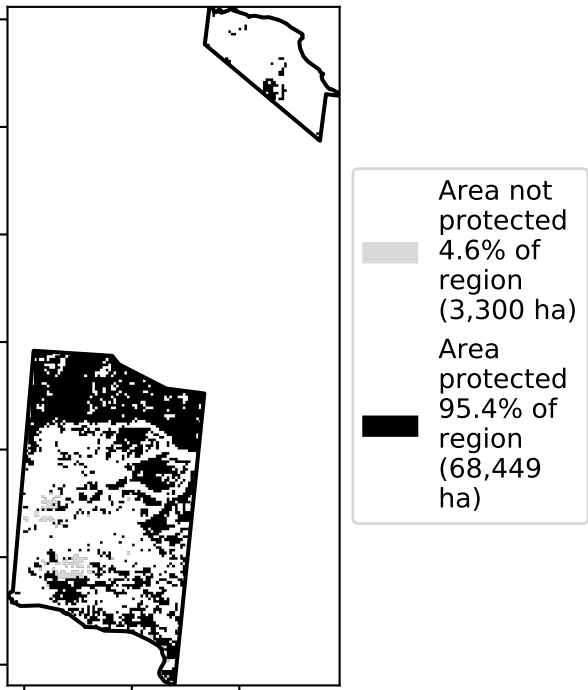 Area not
protected
4.6% of
region
(3,300 ha)
Area
protected
95.4% of
region
(68,449
ha)